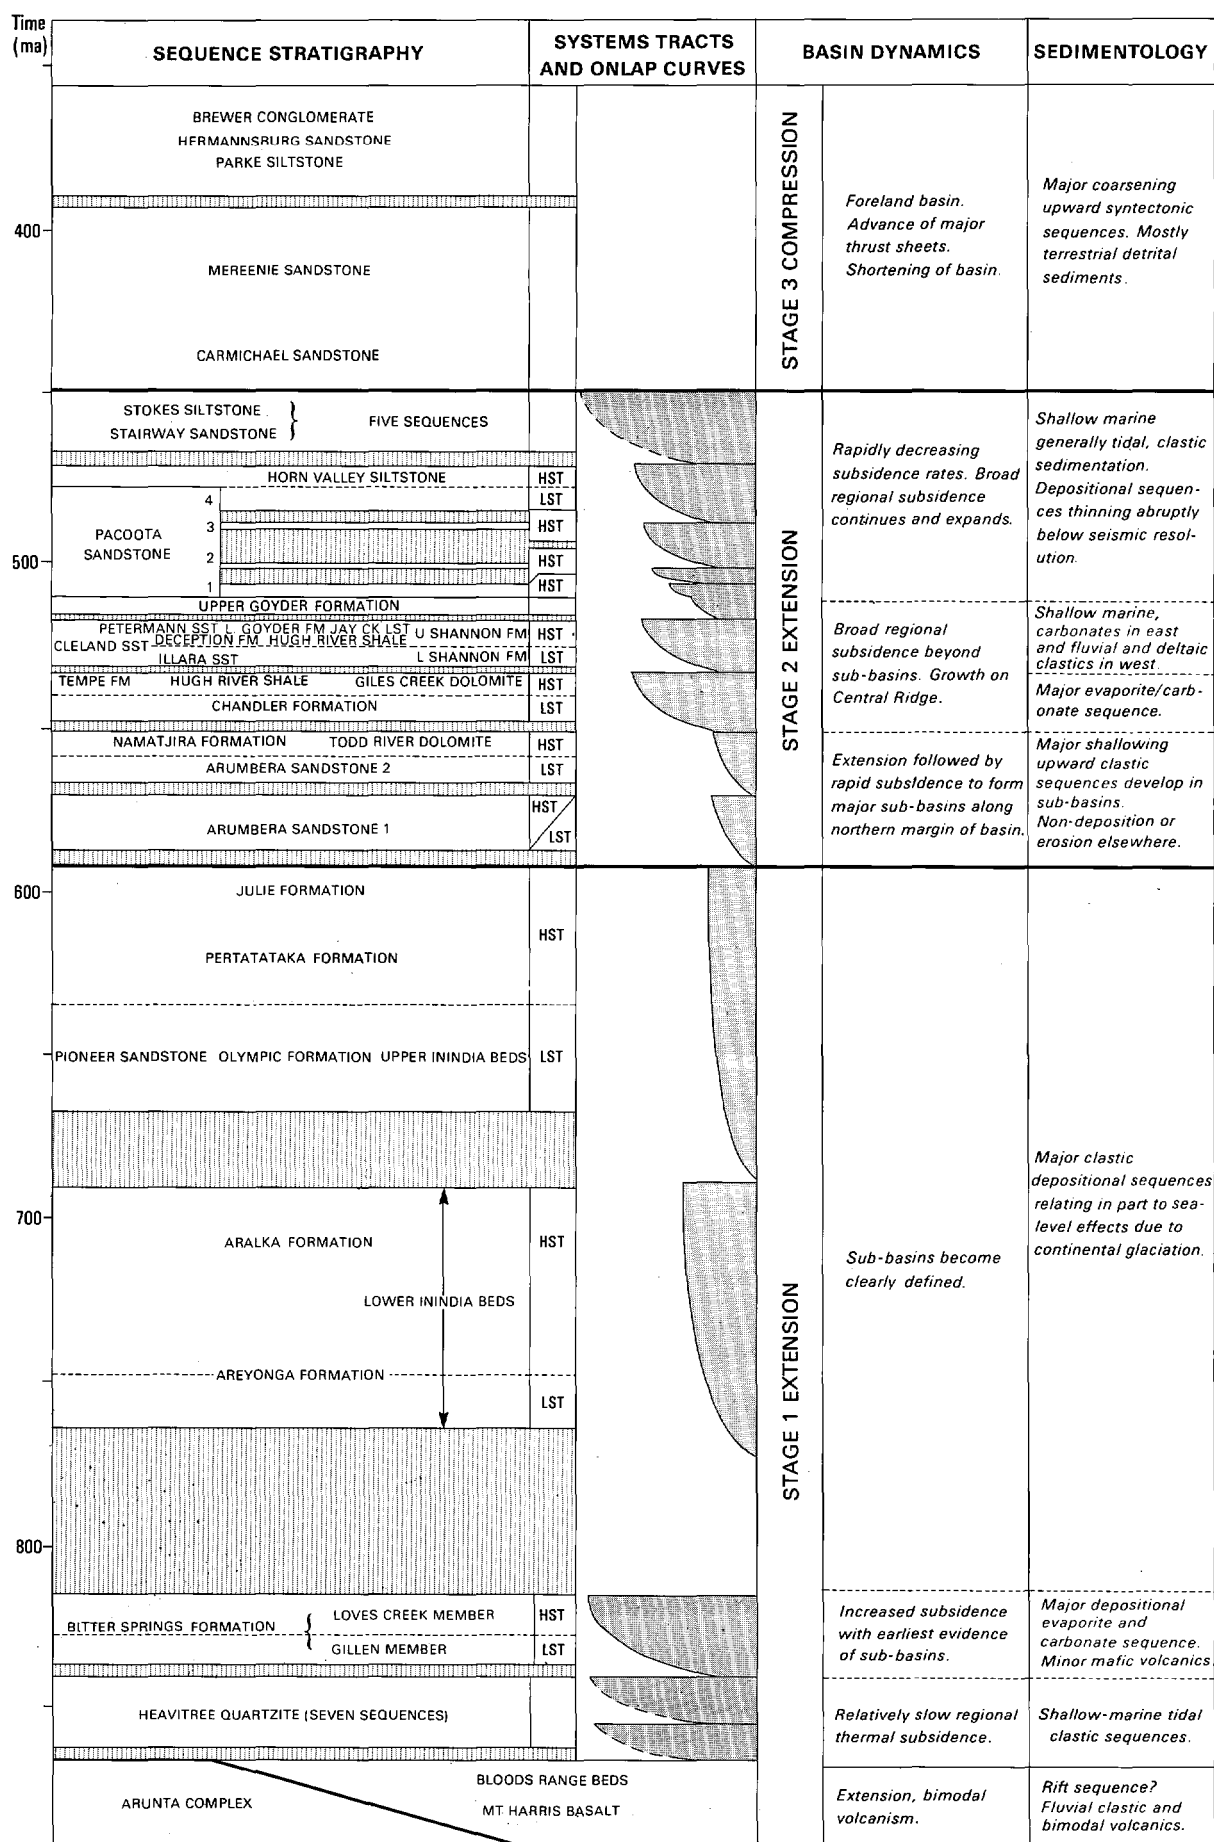 Time
(ma)
SEQUENCE STRATIGRAPHY
SYSTEMS TRACTS
AND ONLAP CURVES
BASIN DYNAMICS
SEDIMENTOLOGY
BREWER CONGLOMERATE
HERMANNSBURG SANDSTONE
PARKE SILTSTONE
400
MEREENIE SANDSTONE
CARMICHAEL SANDSTONE
STAGE 3 COMPRESSION
Foreland basin.
Advance of major
thrust sheets.
Shortening of basin.
Major coarsening
upward syntectonic
sequences. Mostly
terrestrial detrital
sediments.
STOKES SILTSTONE
STAIRWAY SANDSTONE
FIVE SEQUENCES
HORN VALLEY SILTSTONE
HST
4
LST
3
HST
PACOOTA
SANDSTONE
500
2
HST
1
HST
UPPER GOYDER FORMATION
PETERMANN SST L. GOYDER FM JAY CK LST U SHANNON FM
HST
CLELAND SST DECEPTION FM HUGH RIVER SHALE
ILLARA SST L SHANNON FM
LST
TEMPE FM HUGH RIVER SHALE GILES CREEK DOLOMITE
HST
CHANDLER FORMATION
LST
NAMATJIRA FORMATION TODD RIVER DOLOMITE
HST
ARUMBERA SANDSTONE 2
LST
ARUMBERA SANDSTONE 1
HST
LST
STAGE 2 EXTENSION
Rapidly decreasing
subsidence rates. Broad
regional subsidence
continues and expands.
Shallow marine
generally tidal, clastic
sedimentation.
Depositional sequen-
ces thinning abruptly
below seismic resol-
ution.
Broad regional
subsidence beyond
sub-basins. Growth on
Central Ridge.
Shallow marine,
carbonates in east
and fluvial and deltaic
clastics in west.
Major evaporite/carb-
onate sequence.
Extension followed by
rapid subsidence to form
major sub-basins along
northern margin of basin.
Major shallowing
upward clastic
sequences develop in
sub-basins.
Non-deposition or
erosion elsewhere.
600
JULIE FORMATION
HST
PERTATATAKA FORMATION
PIONEER SANDSTONE OLYMPIC FORMATION UPPER ININDIA BEDS
LST
700
ARALKA FORMATION
HST
LOWER ININDIA BEDS
AREYONGA FORMATION
LST
800
STAGE 1 EXTENSION
Sub-basins become
clearly defined.
Major clastic
depositional sequences
relating in part to sea-
level effects due to
continental glaciation.
BITTER SPRINGS FORMATION
LOVES CREEK MEMBER
HST
GILLEN MEMBER
LST
Increased subsidence
with earliest evidence
of sub-basins.
Major depositional
evaporite and
carbonate sequence.
Minor mafic volcanics.
HEAVITREE QUARTZITE (SEVEN SEQUENCES)
Relatively slow regional
thermal subsidence.
Shallow-marine tidal
clastic sequences.
ARUNTA COMPLEX
BLOODS RANGE BEDS
MT HARRIS BASALT
Extension, bimodal
volcanism.
Rift sequence?
Fluvial clastic and
bimodal volcanics.